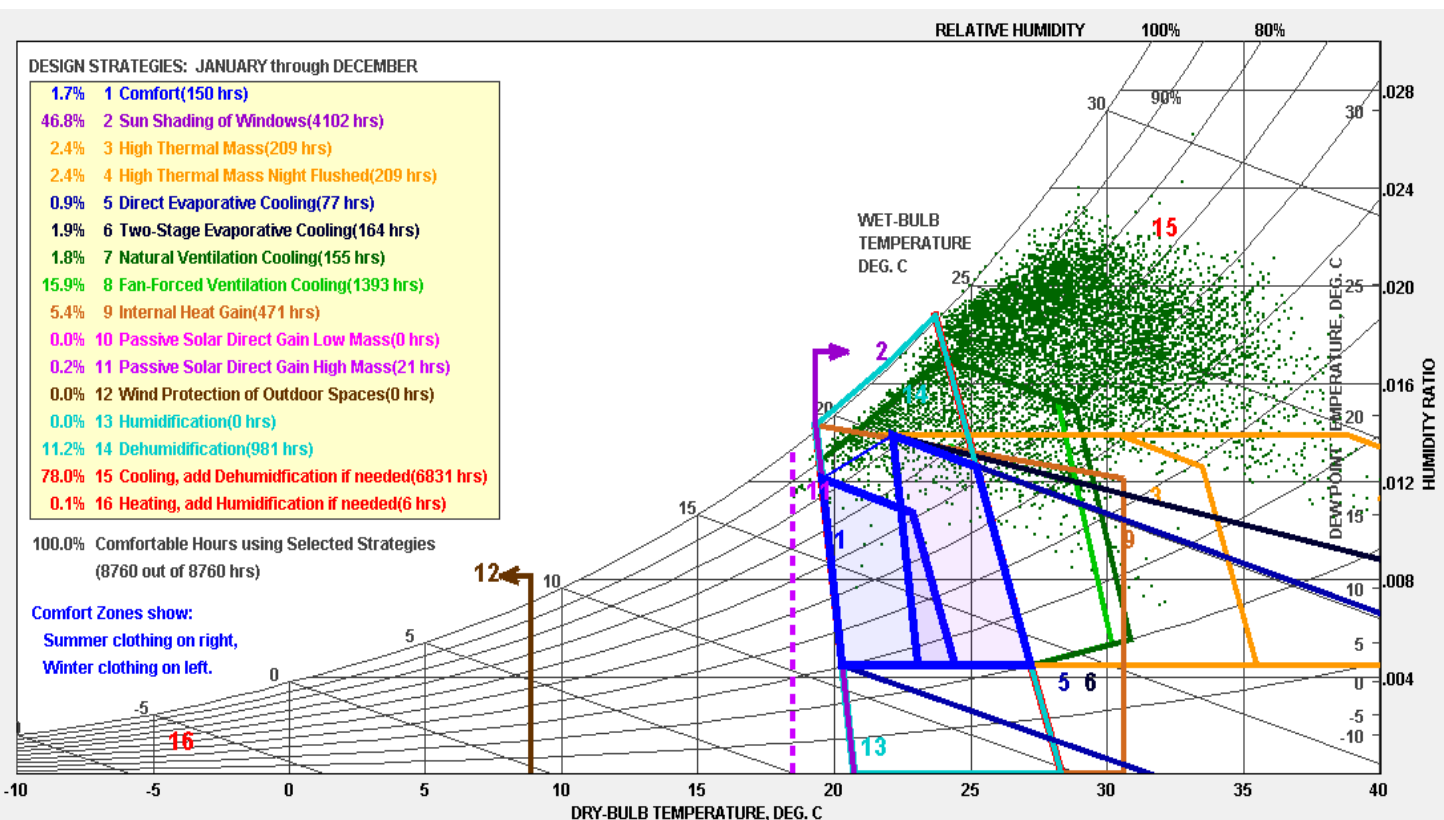 RELATIVE HUMIDITY 100% 80%
DESIGN STRATEGIES: JANUARY through DECEMBER
1.7% 1 Comfort(150 hrs)
46.8% 2 Sun Shading of Windows(4102 hrs)
2.4% 3 High Thermal Mass(209 hrs)
2.4% 4 High Thermal Mass Night Flushed(209 hrs)
0.9% 5 Direct Evaporative Cooling(77 hrs)
1.9% 6 Two-Stage Evaporative Cooling(164 hrs)
1.8% 7 Natural Ventilation Cooling(155 hrs)
15.9% 8 Fan-Forced Ventilation Cooling(1393 hrs)
5.4% 9 Internal Heat Gain(471 hrs)
0.0% 10 Passive Solar Direct Gain Low Mass(0 hrs)
0.2% 11 Passive Solar Direct Gain High Mass(21 hrs)
0.0% 12 Wind Protection of Outdoor Spaces(0 hrs)
0.0% 13 Humidification(0 hrs)
11.2% 14 Dehumidification(981 hrs)
78.0% 15 Cooling, add Dehumidfication if needed(6831 hrs)
0.1% 16 Heating, add Humidification if needed(6 hrs)
100.0% Comfortable Hours using Selected Strategies
(8760 out of 8760 hrs)
Comfort Zones show:
Summer clothing on right,
Winter clothing on left.
WET-BULB
TEMPERATURE
DEG. C
90%
30
25
20
15
10
5
0
-5
16
12
2
14
15
1
3
9
5 6
13
30
25
20
15
10
5
0
-5
-10
DEWPOINT TEMPERATURE, DEG. C
.028
.024
.020
.016
.012
.008
.004
HUMIDITY RATIO
-10 -5 0 5 10 15 20 25 30 35 40
DRY-BULB TEMPERATURE, DEG. C